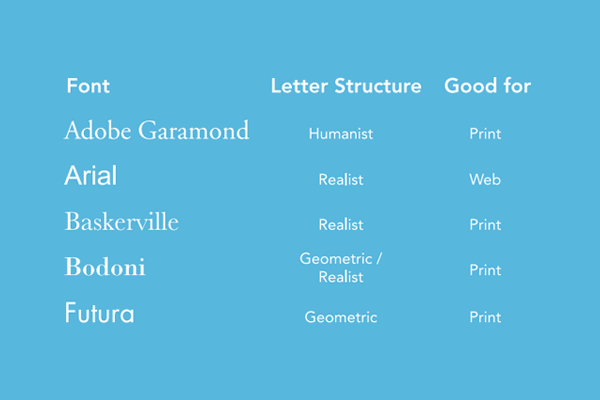 Font Letter Structure Good for
Adobe Garamond Humanist Print
Arial Realist Web
Baskerville Realist Print
Bodoni Geometric / Realist Print
Futura Geometric Print